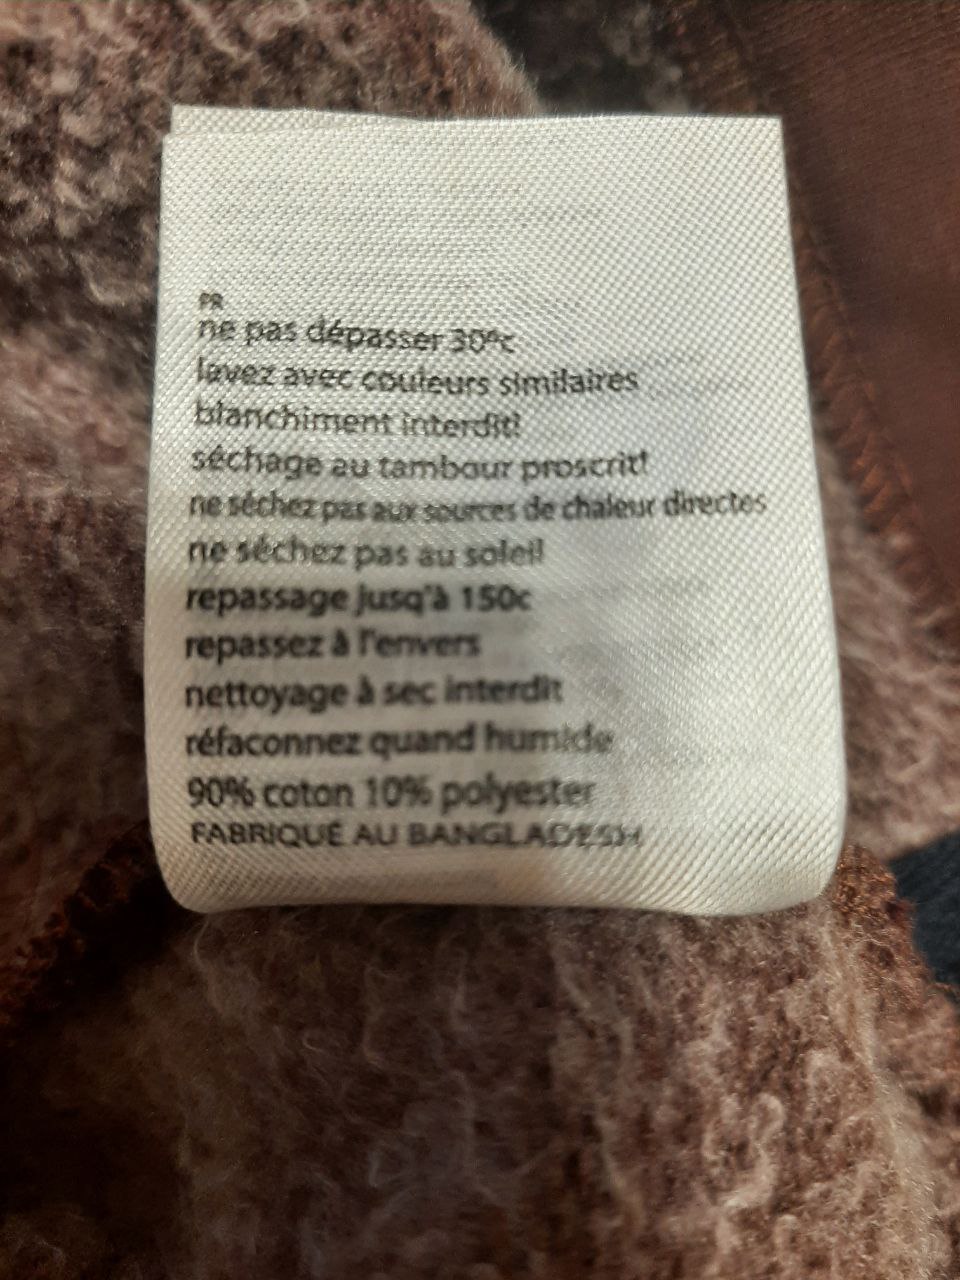 FR
ne pas dépasser 30°c
lavez avec couleurs similaires
blanchiment interdit!
séchage au tambour proscrit!
ne séchez pas aux sources de chaleur directes
ne séchez pas au soleil
repassage jusq'à 150c
repassez à l'envers
nettoyage à sec interdit
réfaconnez quand humide
90% coton 10% polyester
FABRIQUÉ AU BANGLADESH